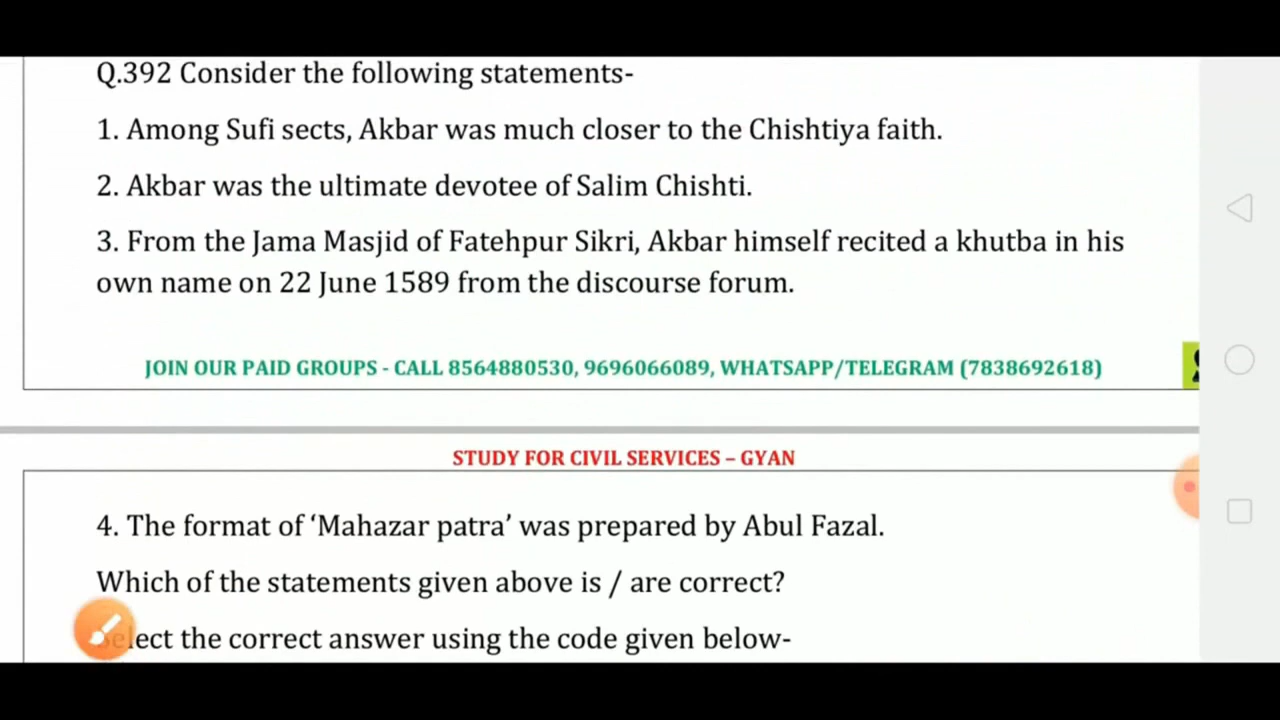 Q.392 Consider the following statements-
1. Among Sufi sects, Akbar was much closer to the Chishtiya faith.
2. Akbar was the ultimate devotee of Salim Chishti.
3. From the Jama Masjid of Fatehpur Sikri, Akbar himself recited a khutba in his
own name on 22 June 1589 from the discourse forum.
JOIN OUR PAID GROUPS - CALL 8564880530, 9696066089, WHATSAPP/TELEGRAM (7838692618)
STUDY FOR CIVIL SERVICES – GYAN
4. The format of ‘Mahazar patra’ was prepared by Abul Fazal.
Which of the statements given above is / are correct?
Select the correct answer using the code given below-